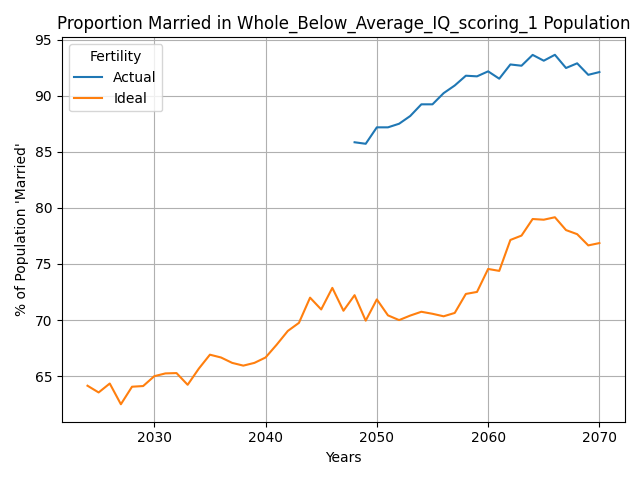 Proportion Married in Whole_Below_Average_IQ_scoring_1 Population
Fertility
Actual
Ideal
% of Population 'Married'
95
90
85
80
75
70
65
2030
2040
2050
2060
2070
Years